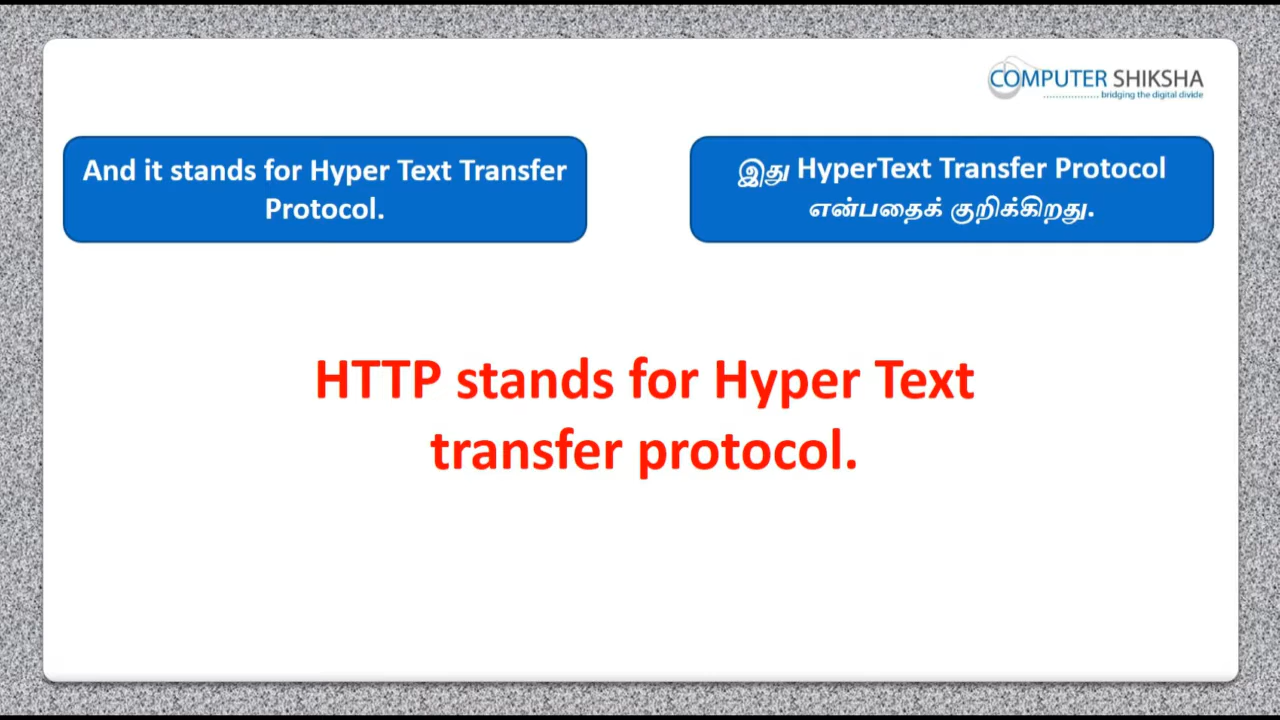 COMPUTER SHIKSHA
bridging the digital divide
And it stands for Hyper Text Transfer
Protocol.
இது HyperText Transfer Protocol
என்பதைக் குறிக்கிறது.
HTTP stands for Hyper Text
transfer protocol.